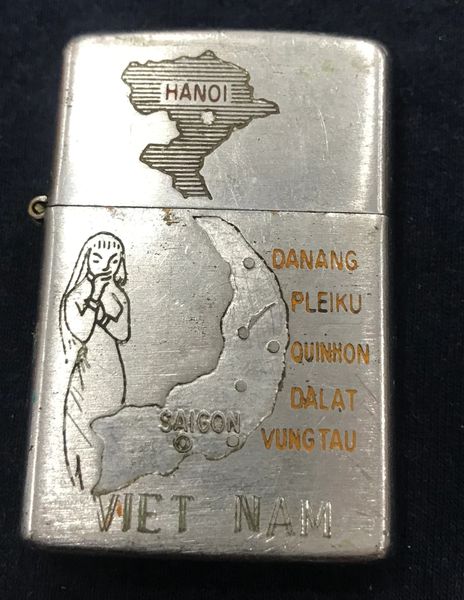 HANOI
DANANG
PLEIKU
QUINHON
DALAT
SAIGON
VUNGTAU
VIET NAM